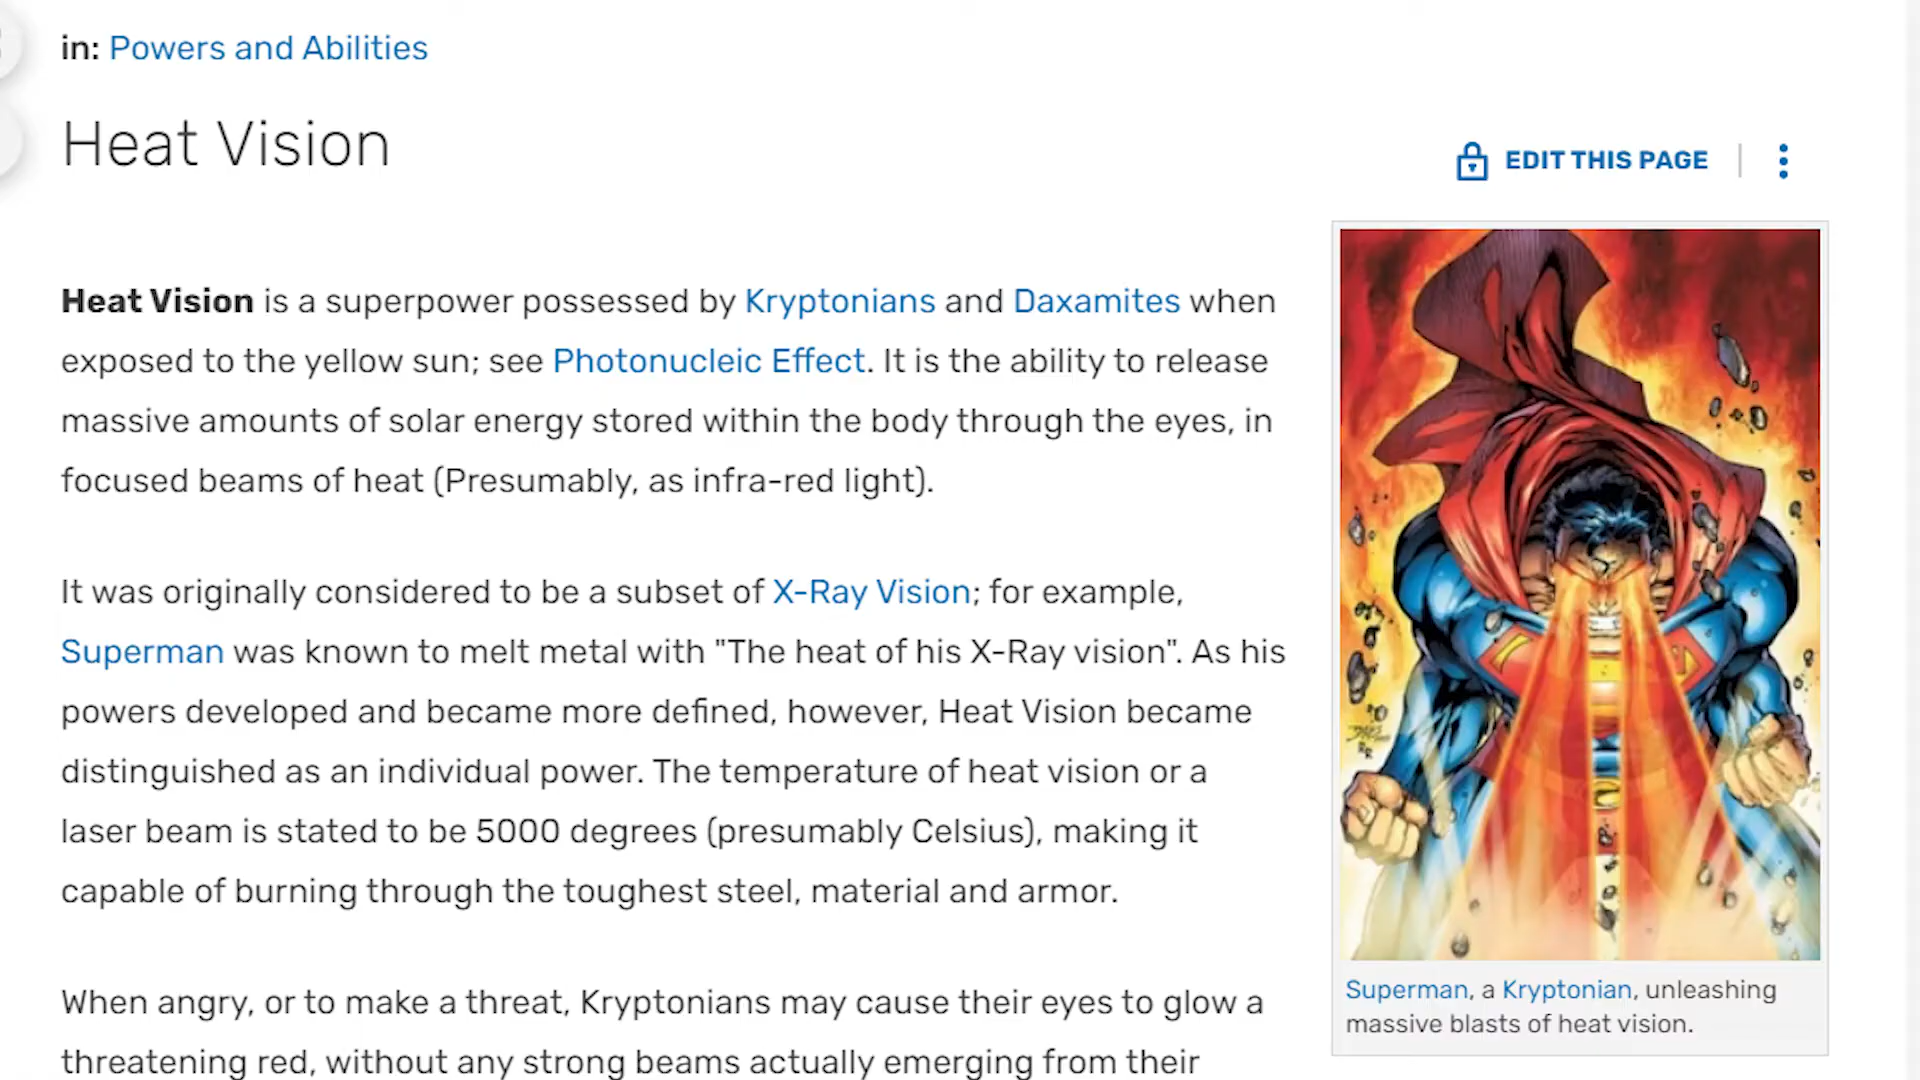 in: Powers and Abilities
Heat Vision
EDIT THIS PAGE
Heat Vision is a superpower possessed by Kryptonians and Daxamites when
exposed to the yellow sun; see Photonucleic Effect. It is the ability to release
massive amounts of solar energy stored within the body through the eyes, in
focused beams of heat (Presumably, as infra-red light).
It was originally considered to be a subset of X-Ray Vision; for example,
Superman was known to melt metal with "The heat of his X-Ray vision". As his
powers developed and became more defined, however, Heat Vision became
distinguished as an individual power. The temperature of heat vision or a
laser beam is stated to be 5000 degrees (presumably Celsius), making it
capable of burning through the toughest steel, material and armor.
When angry, or to make a threat, Kryptonians may cause their eyes to glow a
threatening red, without any strong beams actually emerging from their
Superman, a Kryptonian, unleashing
massive blasts of heat vision.